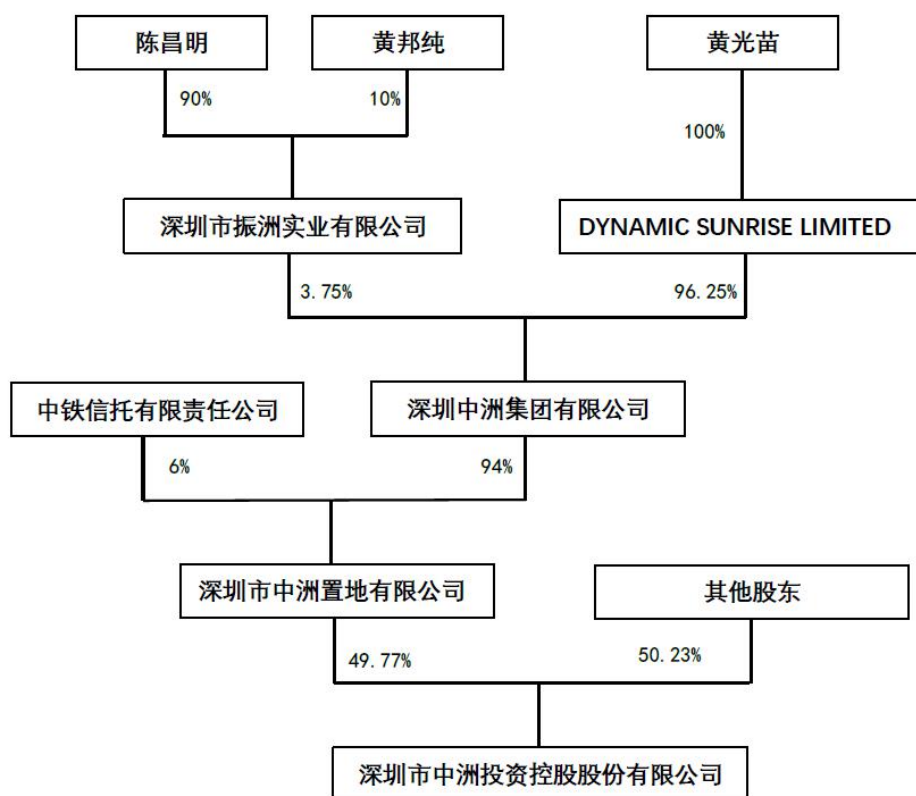 陈昌明
黄邦纯
黄光苗
90%
10%
100%
深圳市振洲实业有限公司
DYNAMIC SUNRISE LIMITED
3.75%
96.25%
中铁信托有限责任公司
深圳中洲集团有限公司
6%
94%
深圳市中洲置地有限公司
其他股东
49.77%
50.23%
深圳市中洲投资控股股份有限公司